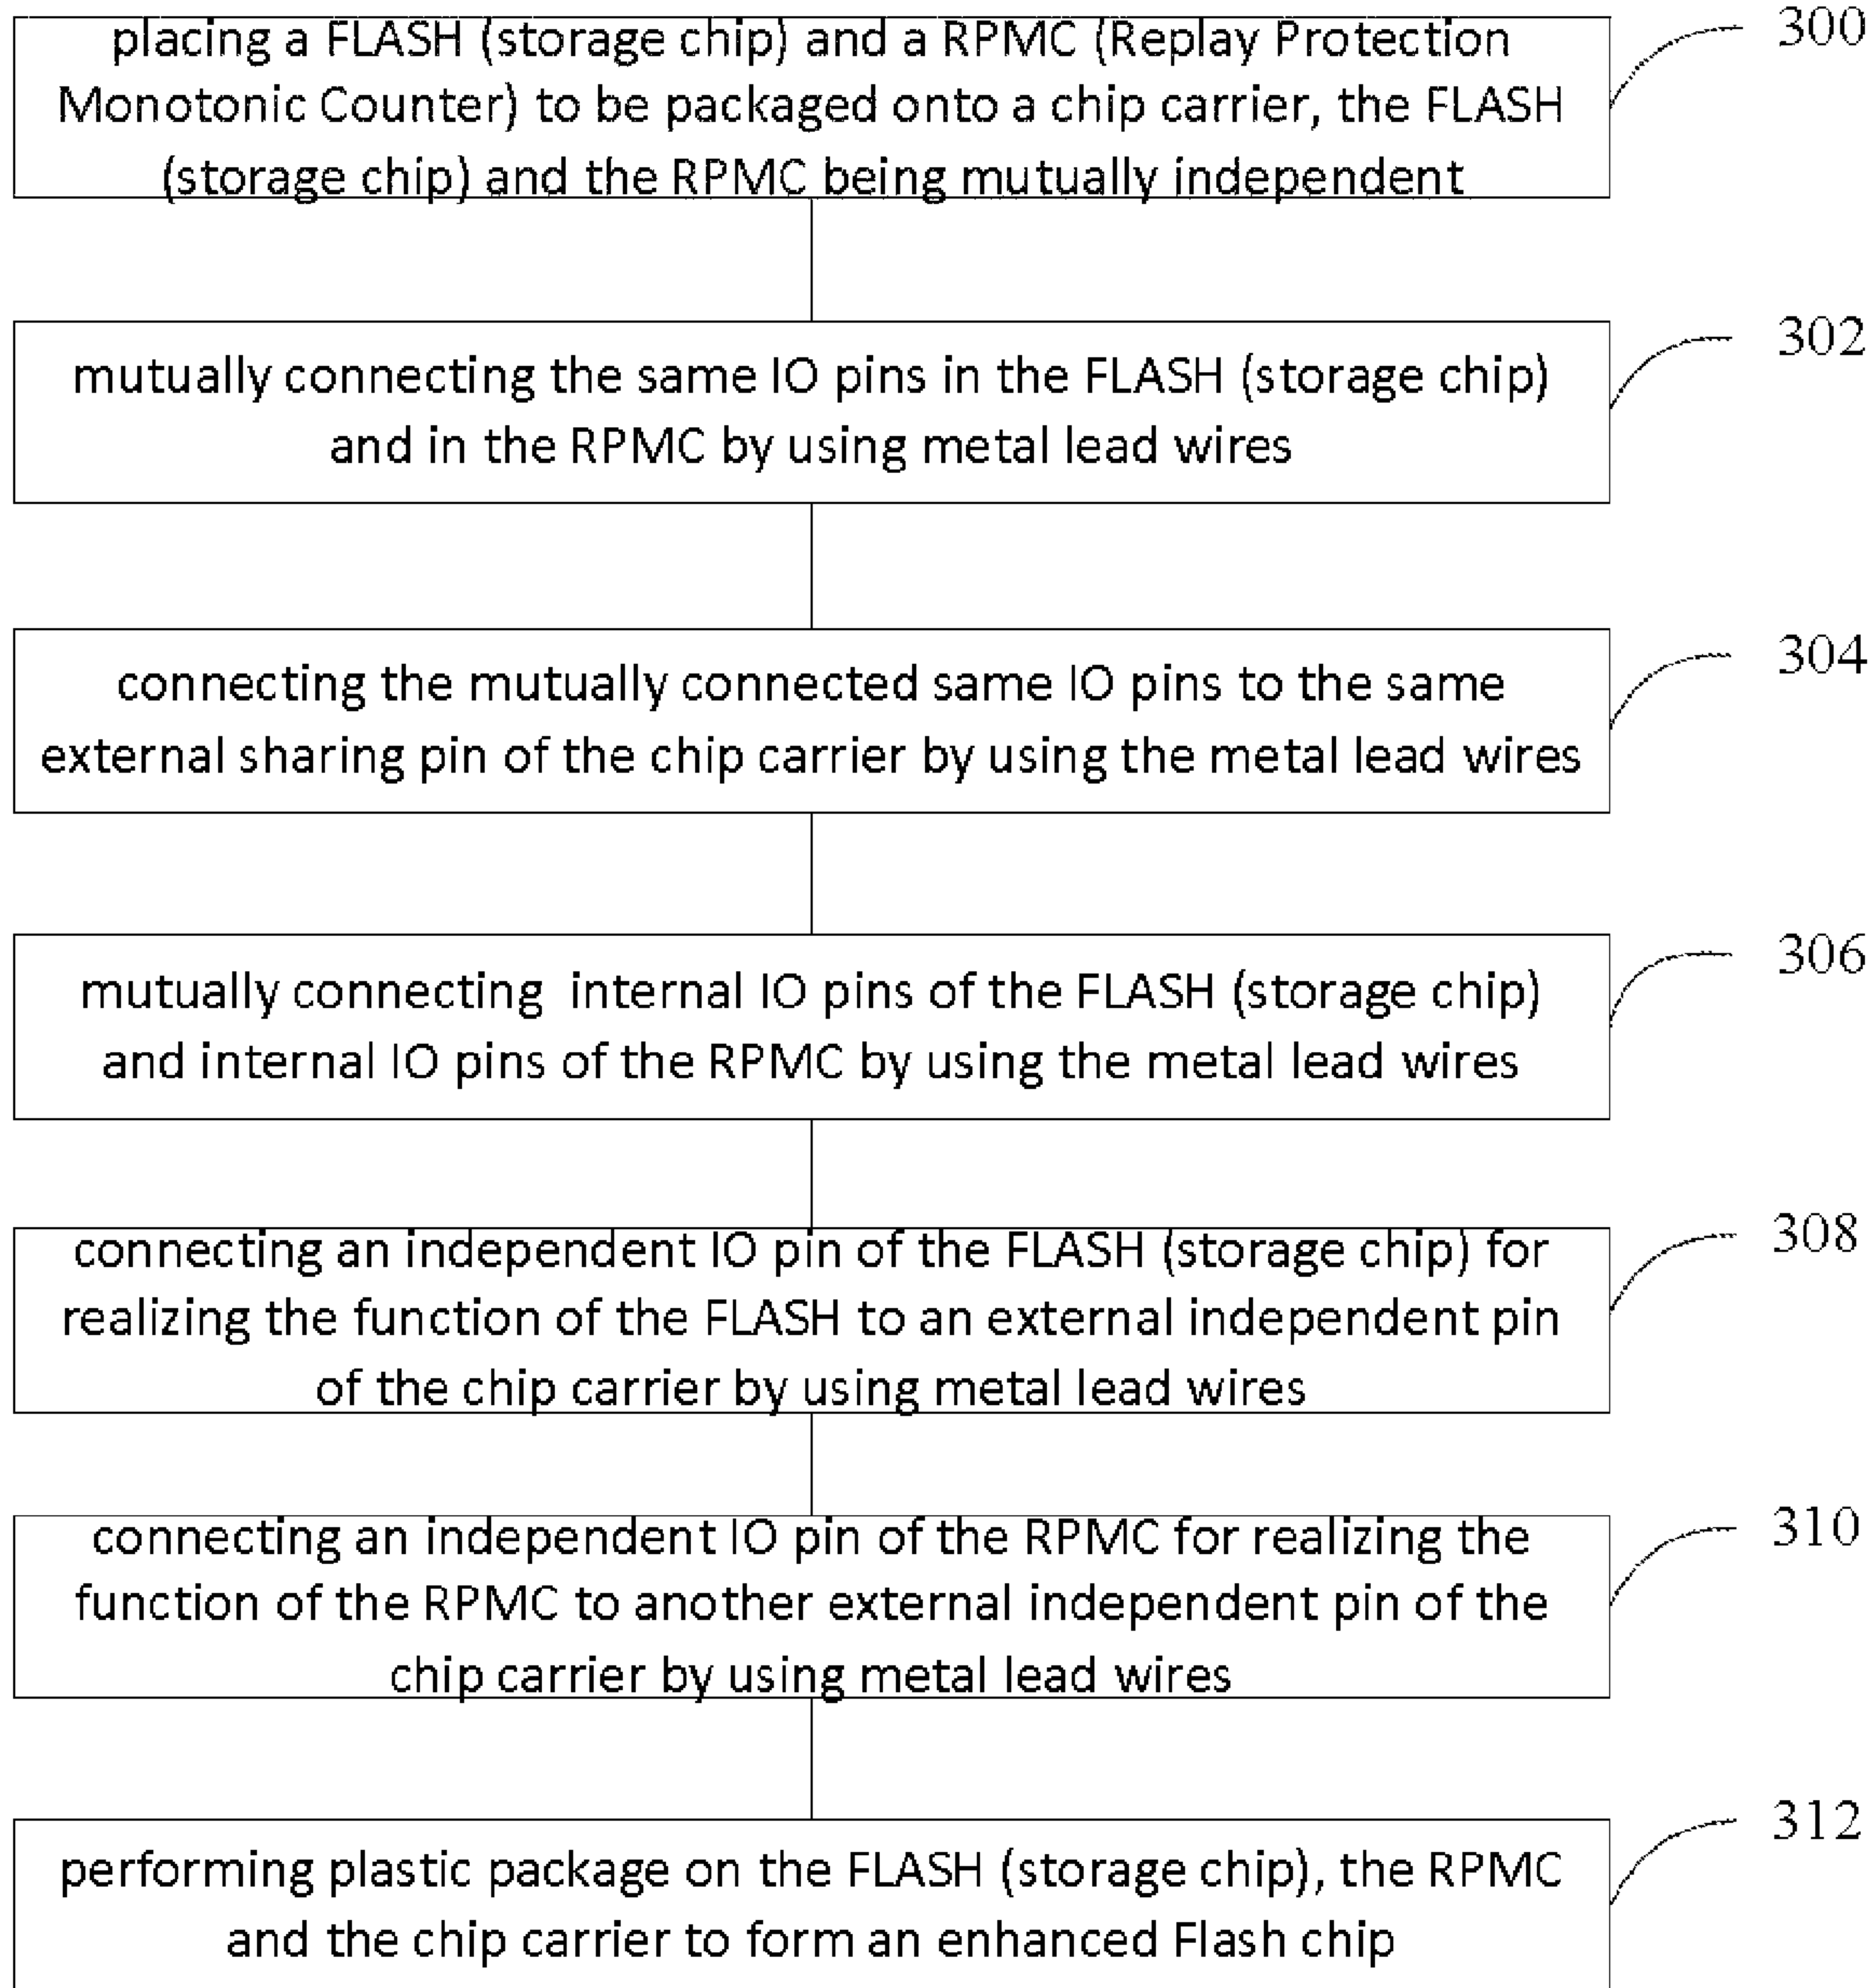 placing a FLASH (storage chip) and a RPMC (Replay Protection
Monotonic Counter) to be packaged onto a chip carrier, the FLASH
(storage chip) and the RPMC being mutually independent
300
mutually connecting the same IO pins in the FLASH (storage chip)
and in the RPMC by using metal lead wires
302
connecting the mutually connected same IO pins to the same
external sharing pin of the chip carrier by using the metal lead wires
304
mutually connecting internal IO pins of the FLASH (storage chip)
and internal IO pins of the RPMC by using the metal lead wires
306
connecting an independent IO pin of the FLASH (storage chip) for
realizing the function of the FLASH to an external independent pin
of the chip carrier by using metal lead wires
308
connecting an independent IO pin of the RPMC for realizing the
function of the RPMC to another external independent pin of the
chip carrier by using metal lead wires
310
performing plastic package on the FLASH (storage chip), the RPMC
and the chip carrier to form an enhanced Flash chip
312